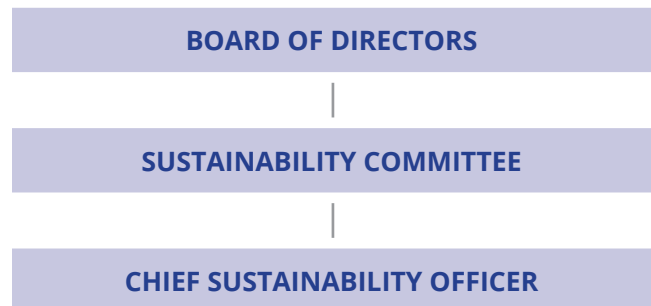 BOARD OF DIRECTORS
SUSTAINABILITY COMMITTEE
CHIEF SUSTAINABILITY OFFICER